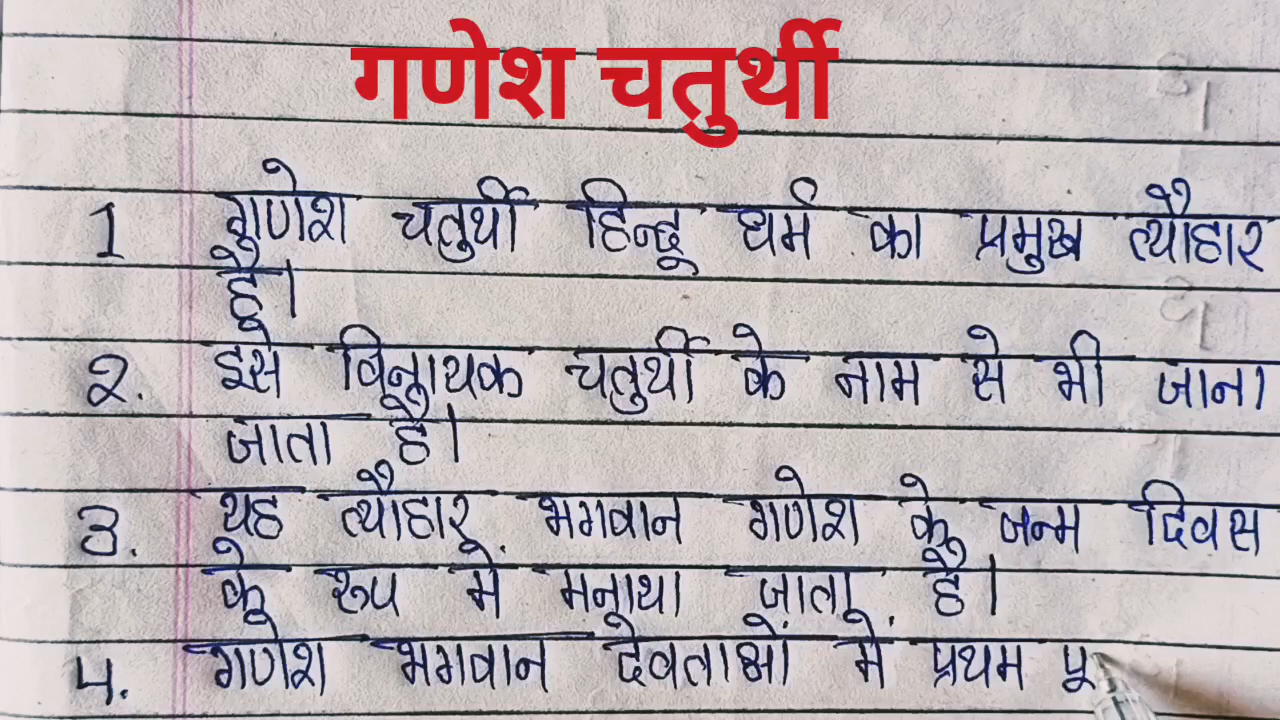 गणेश चतुर्थी
1 गणेश चतुर्थी हिन्दू धर्म का प्रमुख त्यौहार
है।
2. इसे विनायक चतुर्थी के नाम से भी जाना
जाता है।
3. यह त्यौहार भगवान गणेश के जन्म दिवस
के रुप में मनाया जाता है।
4. गणेश भगवान देवताओं में प्रथम पू